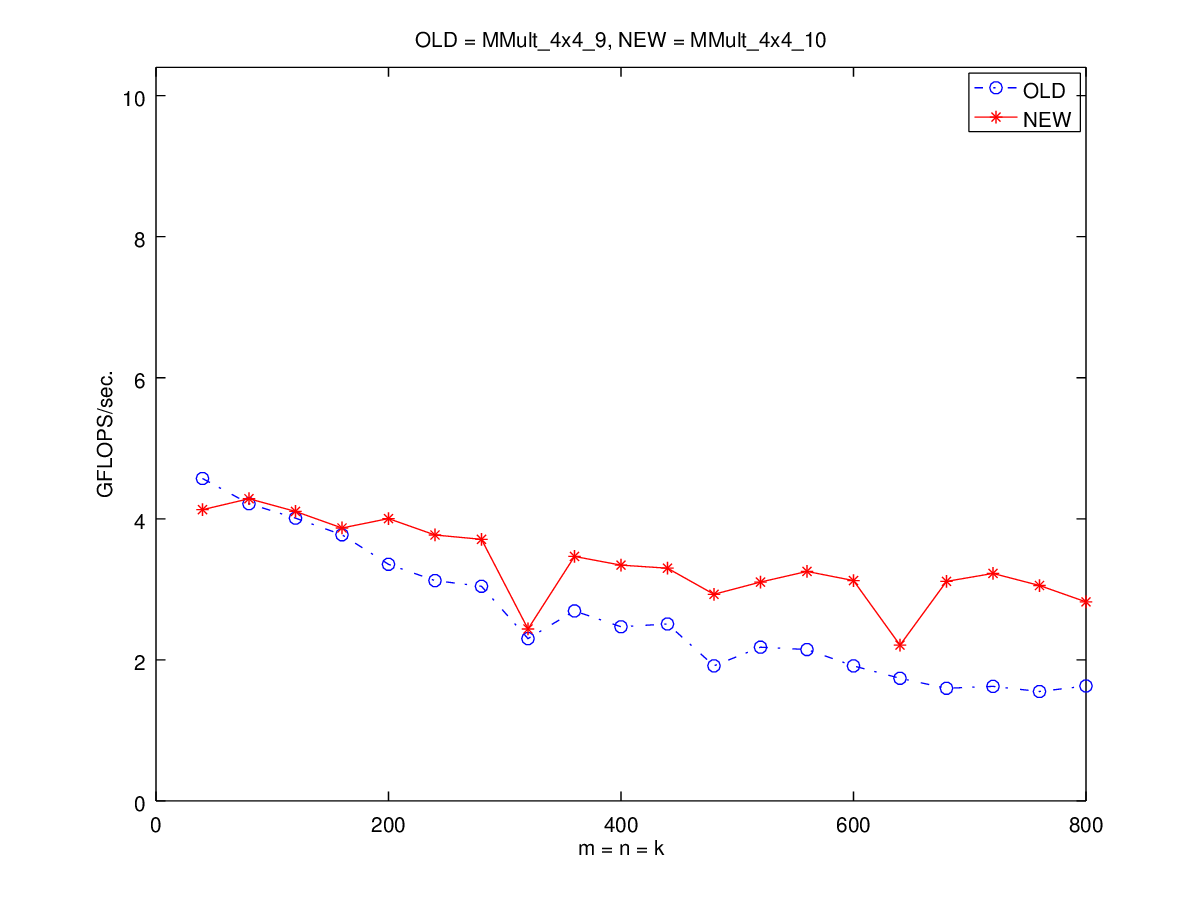 OLD = MMult_4x4_9, NEW = MMult_4x4_10
OLD
NEW
10
8
6
4
2
0
GFLOPS/sec.
0 200 400 600 800
m = n = k